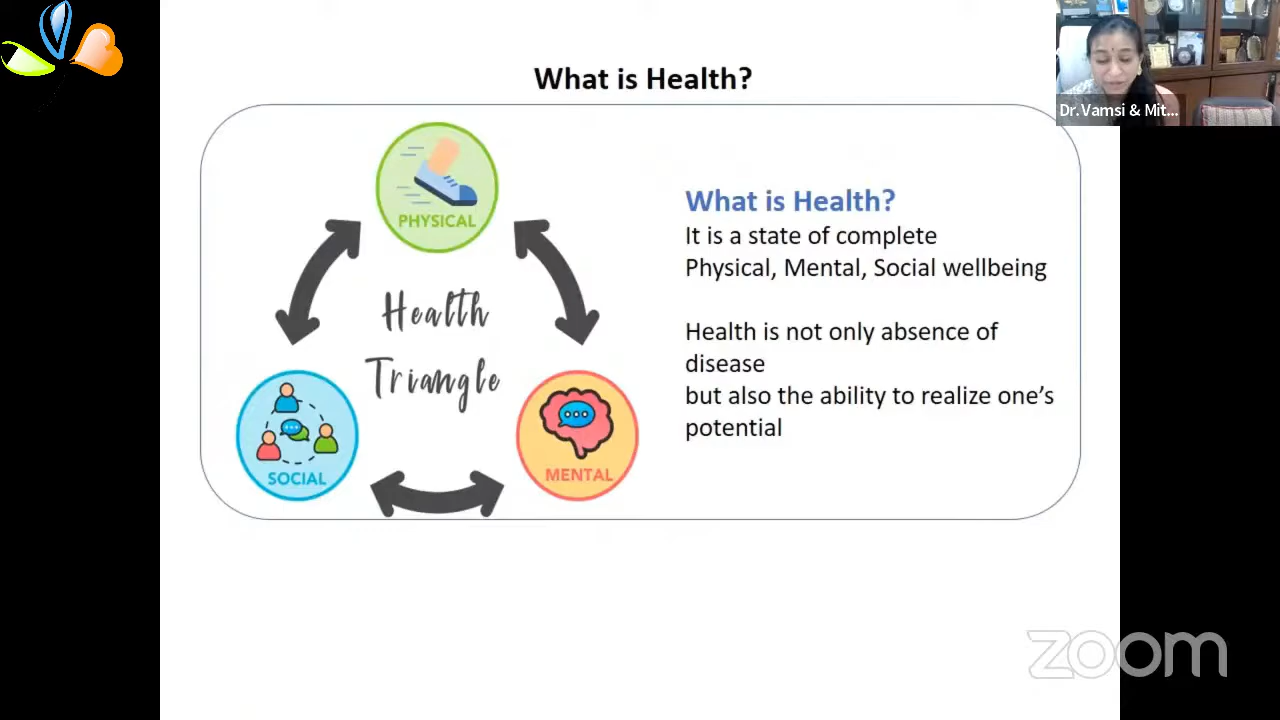 What is Health?
Dr.Vamsi & Mit...
PHYSICAL
Health
Triangle
SOCIAL
MENTAL
What is Health?
It is a state of complete
Physical, Mental, Social wellbeing
Health is not only absence of
disease
but also the ability to realize one’s
potential
zoom